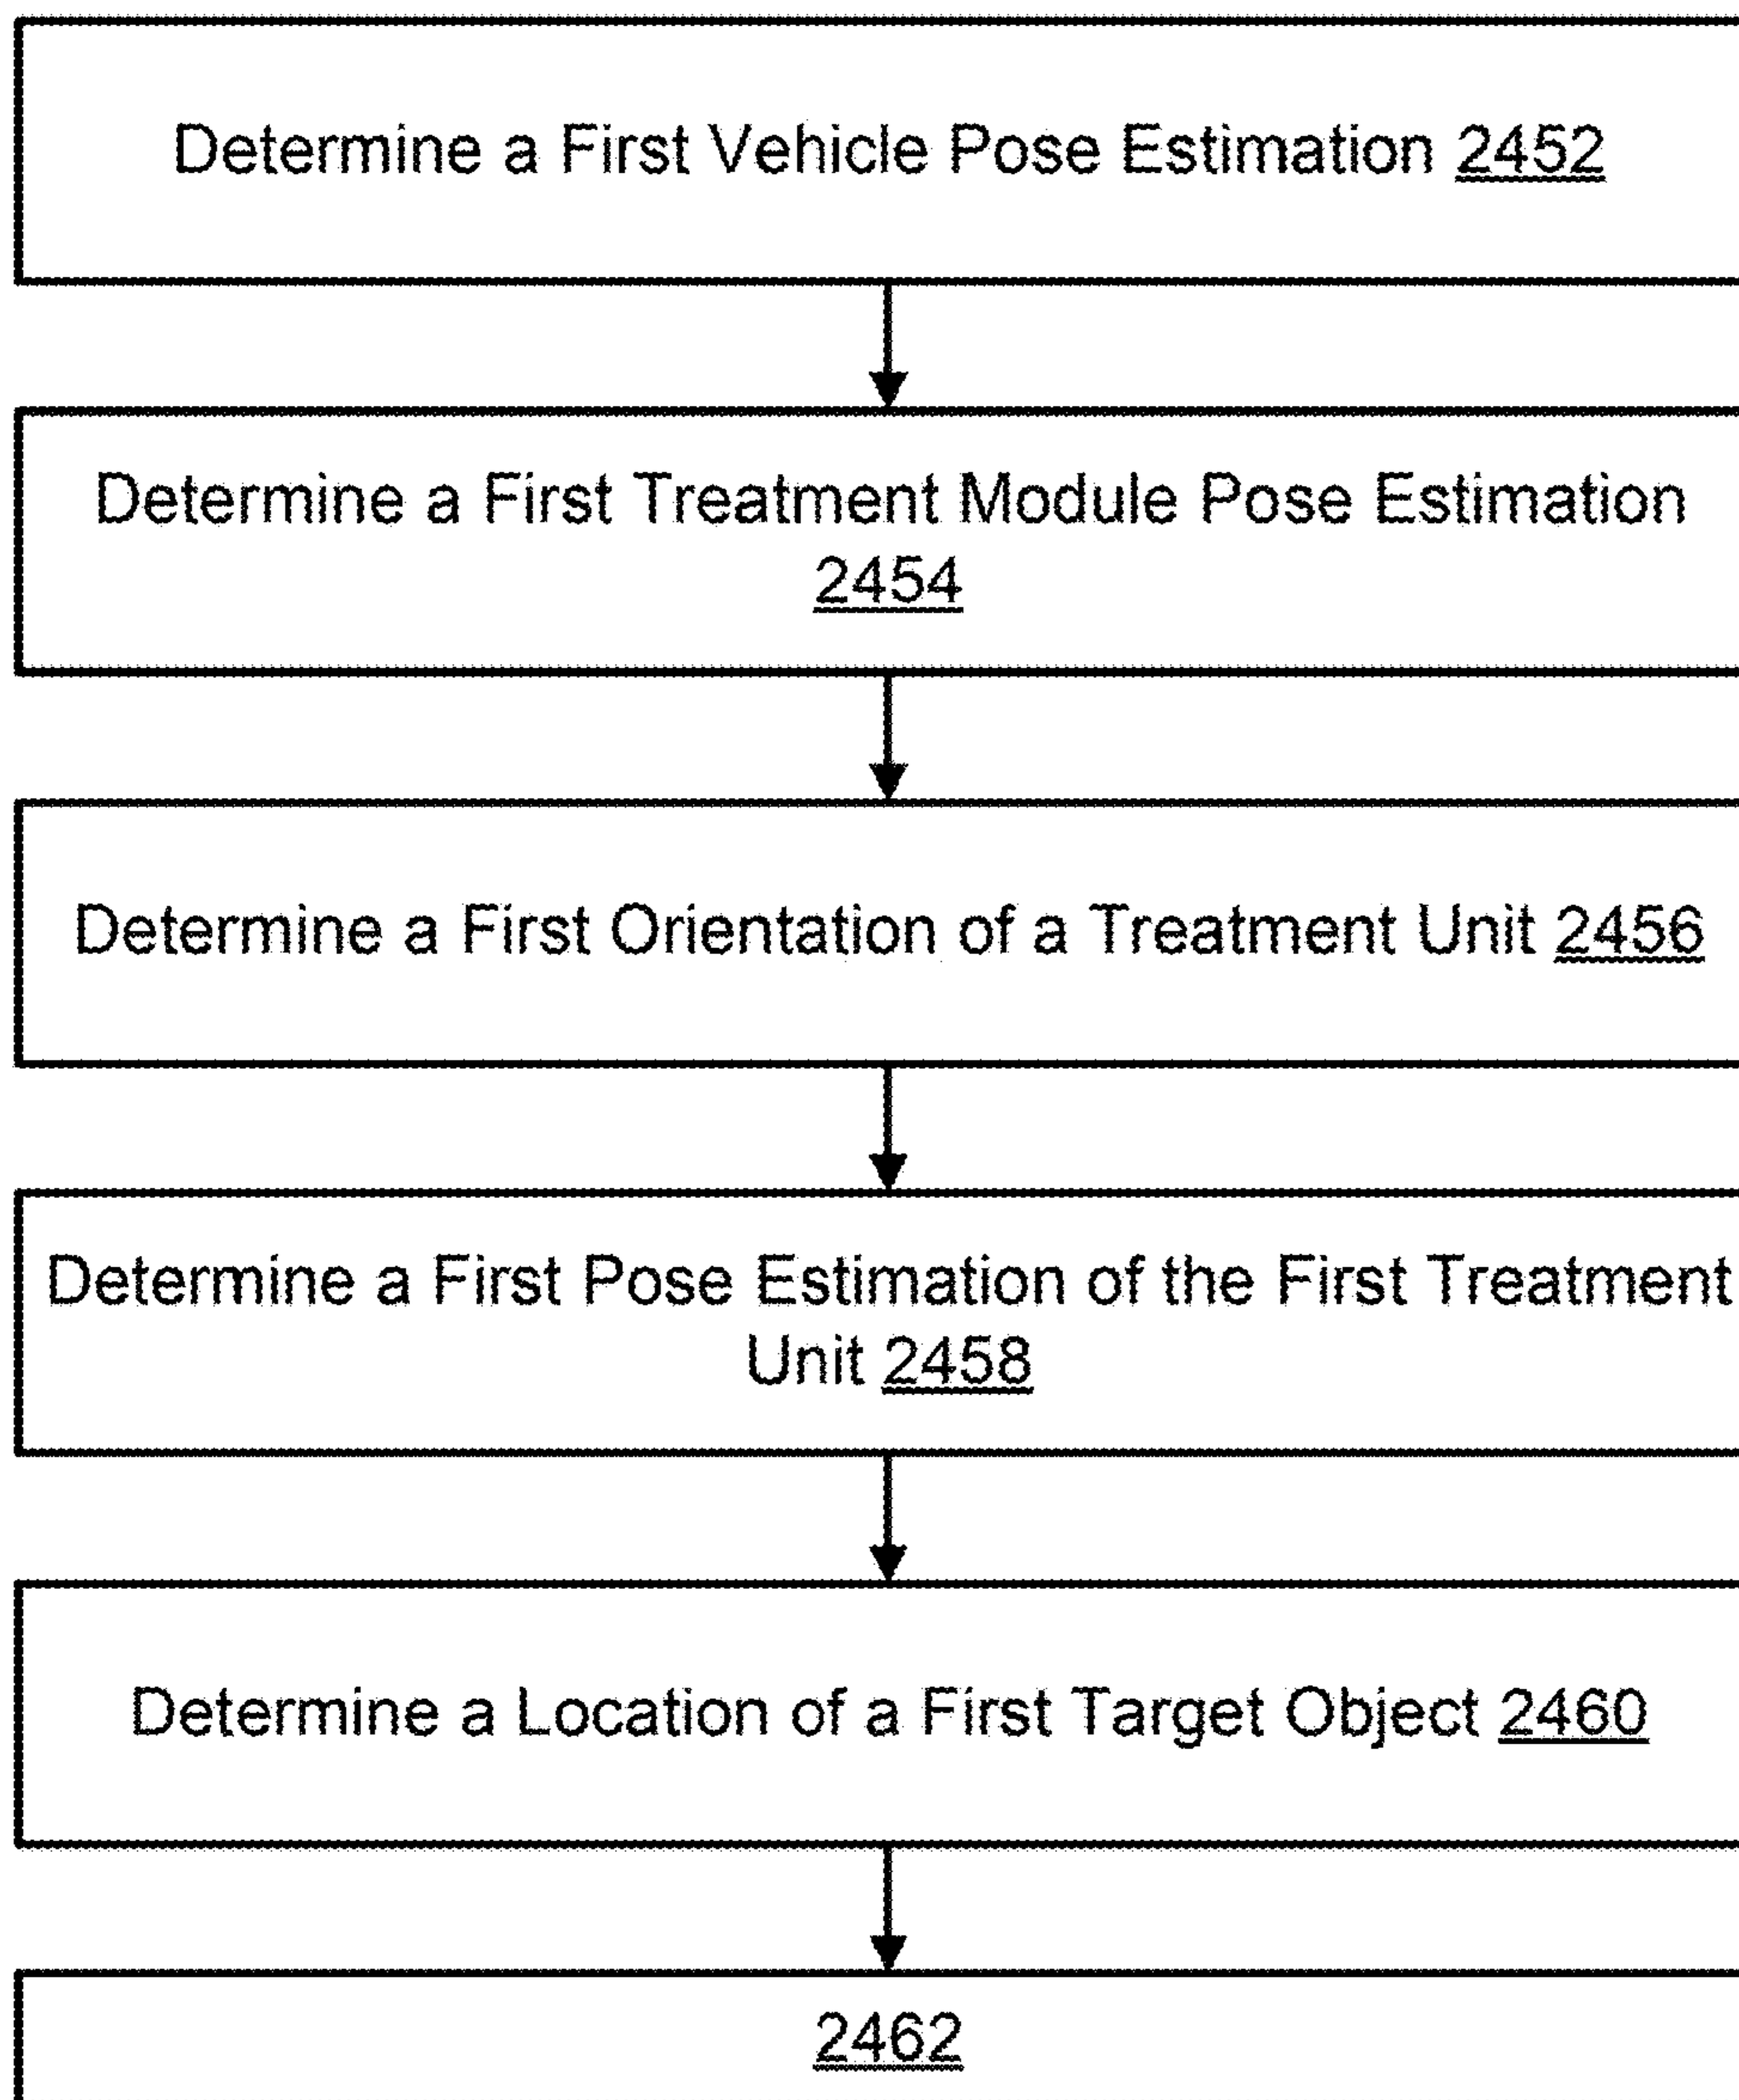 Determine a First Vehicle Pose Estimation 2452
Determine a First Treatment Module Pose Estimation
2454
Determine a First Orientation of a Treatment Unit 2456
Determine a First Pose Estimation of the First Treatment
Unit 2458
Determine a Location of a First Target Object 2460
2462